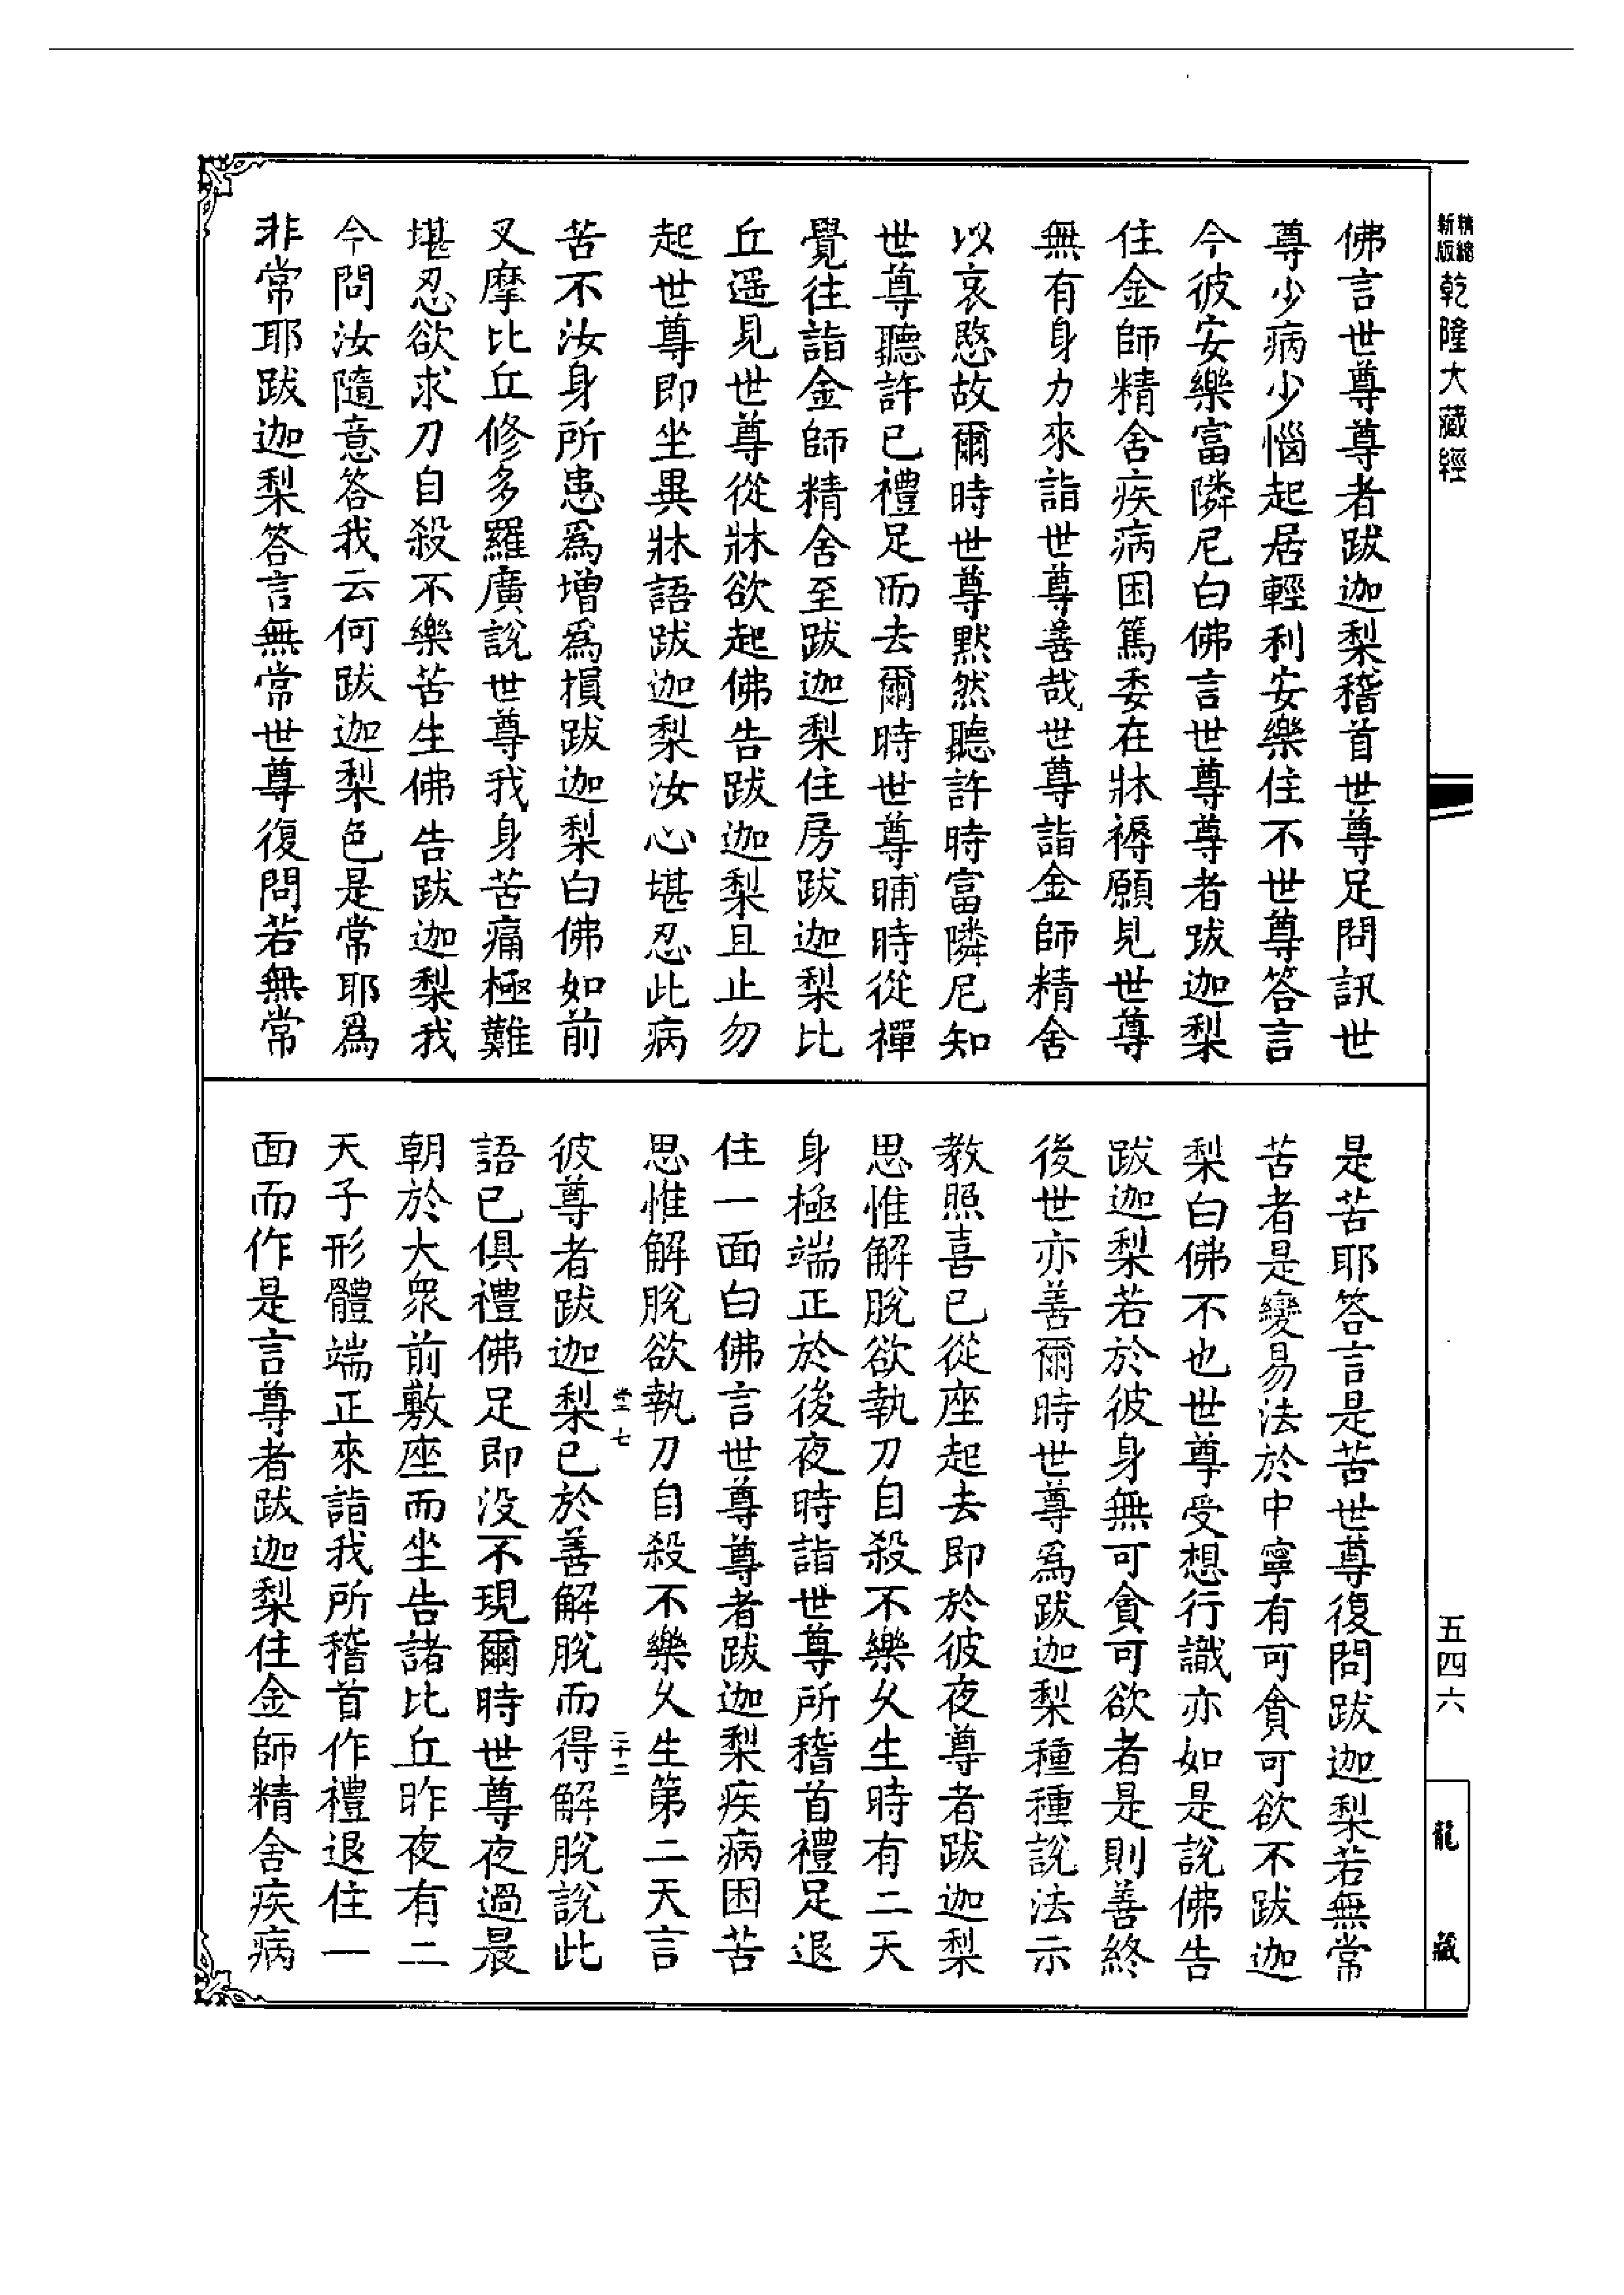 精縮
新版
乾隆大藏經
佛言世尊尊者跋迦梨稽首世尊足問訊世
尊少病少惱起居輕利安樂住不世尊答言
今彼安樂富隣尼白佛言世尊尊者跋迦梨
住金師精舍疾病困篤委在牀褥願見世尊
無有身力來詣世尊善哉世尊詣金師精舍
以哀愍故爾時世尊默然聽許時富隣尼知
世尊聽許已禮足而去爾時世尊晡時從禪
覺往詣金師精舍至跋迦梨住房跋迦梨比
丘遥見世尊從牀欲起佛告跋迦梨且止勿
起世尊即坐異牀語跋迦梨汝心堪忍此病
苦不汝身所患爲增爲損跋迦梨白佛如前
叉摩比丘修多羅廣說世尊我身苦痛極難
堪忍欲求刀自殺不樂苦生佛告跋迦梨我
今問汝隨意答我云何跋迦梨色是常耶爲
非常耶跋迦梨答言無常世尊復問若無常
是苦耶答言是苦世尊復問跋迦梨若無常
苦者是變易法於中寧有可貪可欲不跋迦
梨白佛不也世尊受想行識亦如是說佛告
跋迦梨若於彼身無可貪可欲者是則善終
後世亦善爾時世尊爲跋迦梨種種說法示
教照喜已從座起去即於彼夜尊者跋迦梨
思惟解脫欲執刀自殺不樂久生時有二天
身極端正於後夜時詣世尊所稽首禮足退
住一面白佛言世尊尊者跋迦梨疾病困苦
思惟解脫欲執刀自殺不樂久生第二天言
七
二十二
彼尊者跋迦梨已於善解脫而得解脫說此
語已俱禮佛足即没不現爾時世尊夜過晨
朝於大眾前敷座而坐告諸比丘昨夜有二
天子形體端正來詣我所稽首作禮退住一
面而作是言尊者跋迦梨住金師精舍疾病
五四六
龍藏